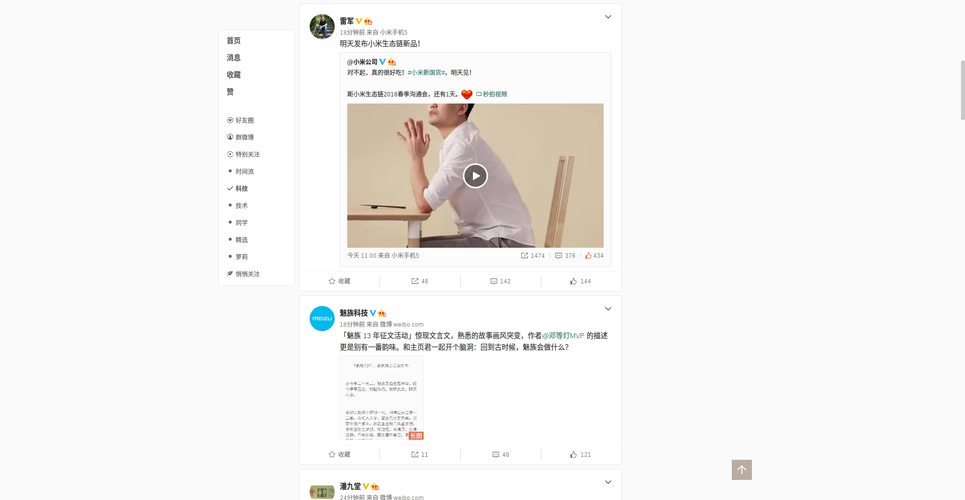 首页
消息
收藏
赞
好友圈
群微博
特别关注
时间流
科技
技术
同学
精选
萝莉
悄悄关注
雷军
18分钟前 来自 小米手机5
明天发布小米生态链新品！
@小米公司
对不起，真的很好吃！#小米新国货#，明天见！
距小米生态链2016春季沟通会，还有1天。 秒拍视频
今天 11:00 来自 小米手机5 1474 376 434
收藏 48 142 144
MEIZU
魅族科技
18分钟前 来自 微博 weibo.com
「魅族 13 年征文活动」惊现文言文，熟悉的故事画风突变，作者@邓等灯MVP 的描述
更是别有一番韵味。和主页君一起开个脑洞：回到古时候，魅族会做什么？
长图
收藏 11 48 121
潘九堂
24分钟前 来自 微博 weibo.com